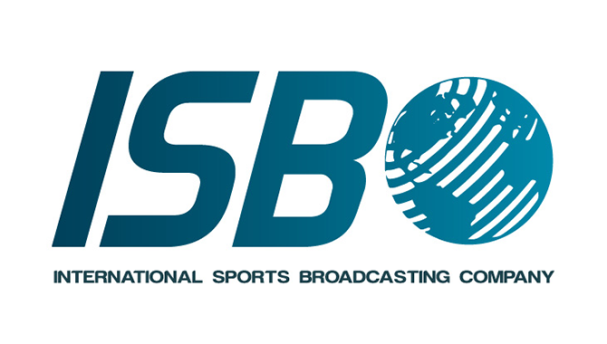 ISB
INTERNATIONAL SPORTS BROADCASTING COMPANY